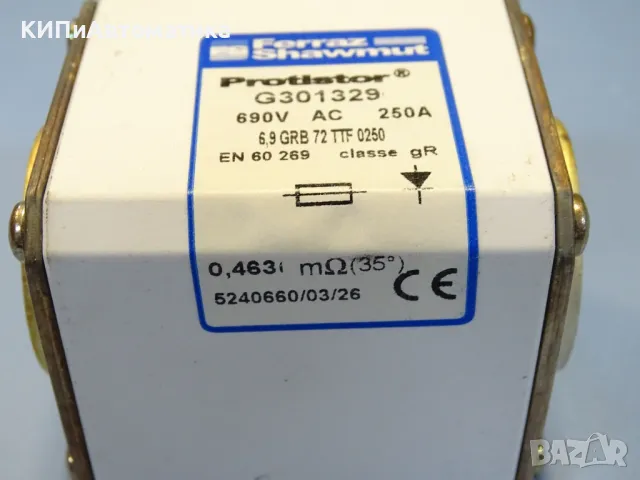 КИПиАвтоматика
Ferraz
Shawmut
Protistor®
G301329
690V AC 250A
6,9 GRB 72 TTF 0250
EN 60 269 classe gR
0,463 mΩ(35°)
5240660/03/26 CE
BAZAR